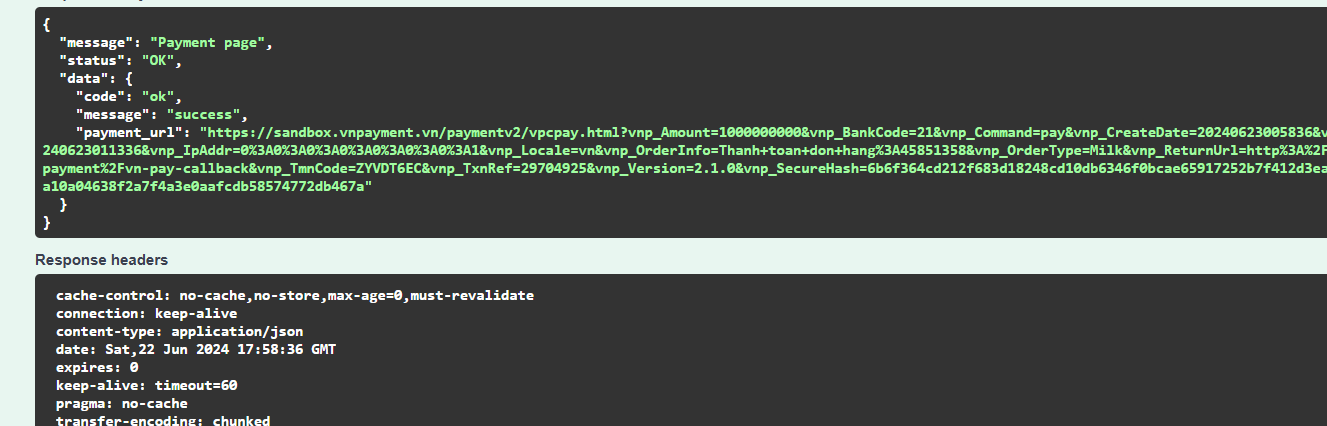 {
"message": "Payment page",
"status": "OK",
"data": {
"code": "ok",
"message": "success",
"payment_url": "https://sandbox.vnpayment.vn/paymentv2/vpcpay.html?vnp_Amount=1000000000&vnp_BankCode=21&vnp_Command=pay&vnp_CreateDate=20240623005836&v
240623011336&vnp_IpAddr=0%3A0%3A0%3A0%3A0%3A0%3A0%3A1&vnp_Locale=vn&vnp_OrderInfo=Thanh+toan+don+hang%3A45851358&vnp_OrderType=Milk&vnp_ReturnUrl=http%3A%2F
payment%2Fvn-pay-callback&vnp_TmnCode=ZYVDT6EC&vnp_TxnRef=29704925&vnp_Version=2.1.0&vnp_SecureHash=6b6f364cd212f683d18248cd10db6346f0bcae65917252b7f412d3ea
a10a04638f2a7f4a3e0aafcdb58574772db467a"
}
}
Response headers
cache-control: no-cache,no-store,max-age=0,must-revalidate
connection: keep-alive
content-type: application/json
date: Sat,22 Jun 2024 17:58:36 GMT
expires: 0
keep-alive: timeout=60
pragma: no-cache
transfer-encoding: chunked